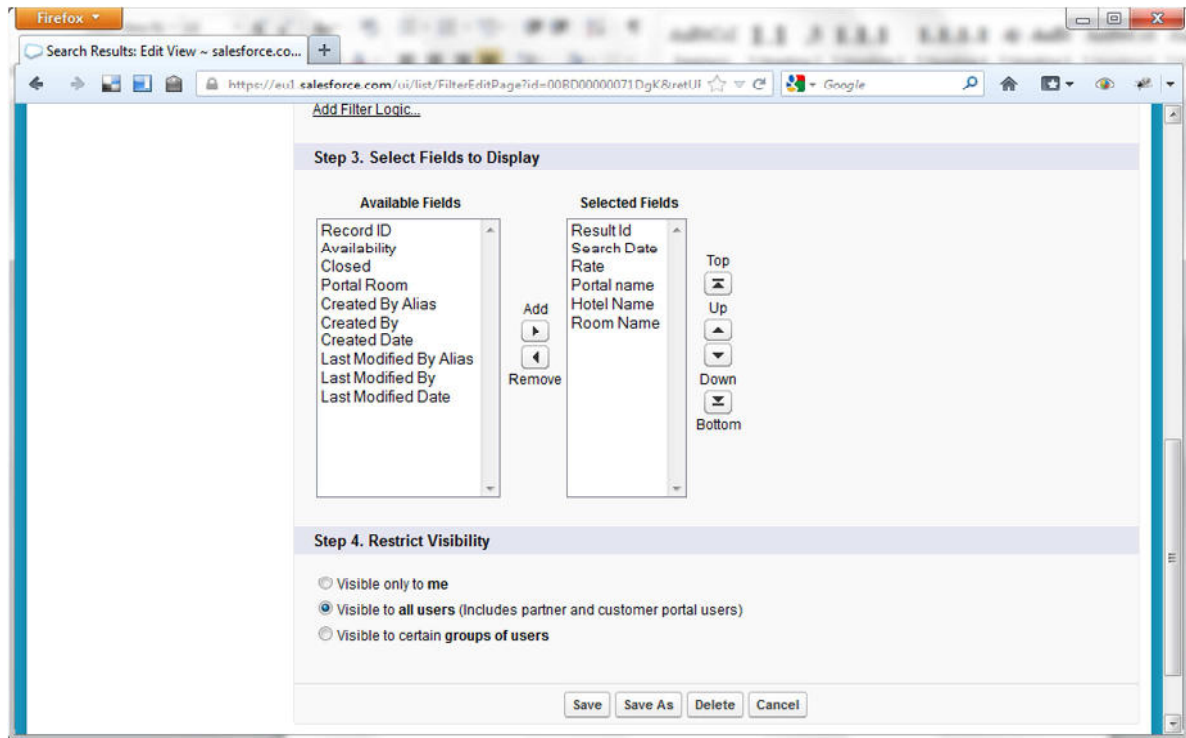 Firefox
Search Results: Edit View ~ salesforce.co...
https://eu1.salesforce.com/ui/list/FilterEditPage?id=00BD00000071DgK&retUR
Google
Add Filter Logic...
Step 3. Select Fields to Display
Available Fields
Selected Fields
Record ID
Availability
Closed
Portal Room
Created By Alias
Created By
Created Date
Last Modified By Alias
Last Modified By
Last Modified Date
Add
Remove
Result Id
Search Date
Rate
Portal name
Hotel Name
Room Name
Top
Up
Down
Bottom
Step 4. Restrict Visibility
Visible only to me
Visible to all users (Includes partner and customer portal users)
Visible to certain groups of users
Save
Save As
Delete
Cancel